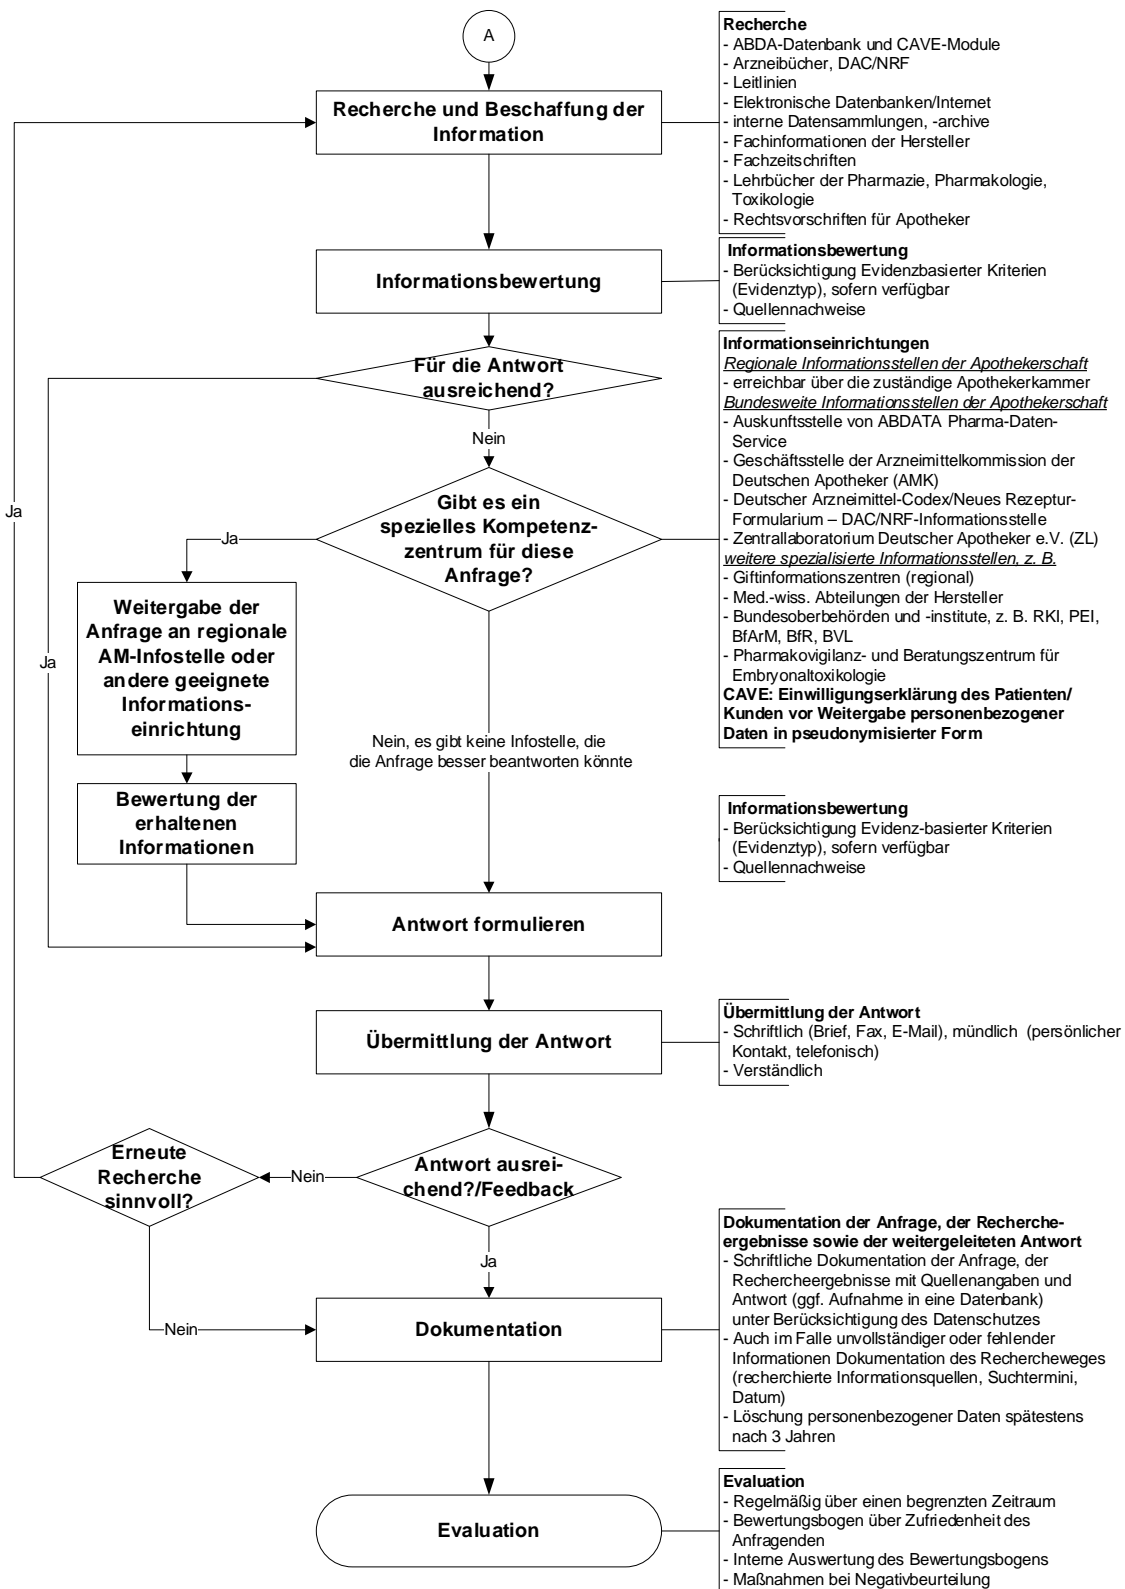 A
Recherche und Beschaffung der
Information
Recherche
- ABDA-Datenbank und CAVE-Module
- Arzneibücher, DAC/NRF
- Leitlinien
- Elektronische Datenbanken/Internet
- interne Datensammlungen, -archive
- Fachinformationen der Hersteller
- Fachzeitschriften
- Lehrbücher der Pharmazie, Pharmakologie,
Toxikologie
- Rechtsvorschriften für Apotheker
Informationsbewertung
Informationsbewertung
- Berücksichtigung Evidenzbasierter Kriterien
(Evidenztyp), sofern verfügbar
- Quellennachweise
Für die Antwort
ausreichend?
Nein
Ja
Gibt es ein
spezielles Kompetenz-
zentrum für diese
Anfrage?
Informationseinrichtungen
Regionale Informationsstellen der Apothekerschaft
- erreichbar über die zuständige Apothekerkammer
Bundesweite Informationsstellen der Apothekerschaft
- Auskunftsstelle von ABDATA Pharma-Daten-
Service
- Geschäftsstelle der Arzneimittelkommission der
Deutschen Apotheker (AMK)
- Deutscher Arzneimittel-Codex/Neues Rezeptur-
Formularium – DAC/NRF-Informationsstelle
- Zentrallaboratorium Deutscher Apotheker e.V. (ZL)
weitere spezialisierte Informationsstellen, z. B.
- Giftinformationszentren (regional)
- Med.-wiss. Abteilungen der Hersteller
- Bundesoberbehörden und -institute, z. B. RKI, PEI,
BfArM, BfR, BVL
- Pharmakovigilanz- und Beratungszentrum für
Embryonaltoxikologie
CAVE: Einwilligungserklärung des Patienten/
Kunden vor Weitergabe personenbezogener
Daten in pseudonymisierter Form
Ja
Weitergabe der
Anfrage an regionale
AM-Infostelle oder
andere geeignete
Informations-
einrichtung
Ja
Nein, es gibt keine Infostelle, die
die Anfrage besser beantworten könnte
Bewertung der
erhaltenen
Informationen
Informationsbewertung
- Berücksichtigung Evidenz-basierter Kriterien
(Evidenztyp), sofern verfügbar
- Quellennachweise
Antwort formulieren
Übermittlung der Antwort
Übermittlung der Antwort
- Schriftlich (Brief, Fax, E-Mail), mündlich (persönlicher
Kontakt, telefonisch)
- Verständlich
Antwort ausrei-
chend?/Feedback
Nein
Erneute
Recherche
sinnvoll?
Ja
Nein
Dokumentation
Dokumentation der Anfrage, der Recherche-
ergebnisse sowie der weitergeleiteten Antwort
- Schriftliche Dokumentation der Anfrage, der
Rechercheergebnisse mit Quellenangaben und
Antwort (ggf. Aufnahme in eine Datenbank)
unter Berücksichtigung des Datenschutzes
- Auch im Falle unvollständiger oder fehlender
Informationen Dokumentation des Rechercheweges
(recherchierte Informationsquellen, Suchtermini,
Datum)
- Löschung personenbezogener Daten spätestens
nach 3 Jahren
Evaluation
Evaluation
- Regelmäßig über einen begrenzten Zeitraum
- Bewertungsbogen über Zufriedenheit des
Anfragenden
- Interne Auswertung des Bewertungsbogens
- Maßnahmen bei Negativbeurteilung